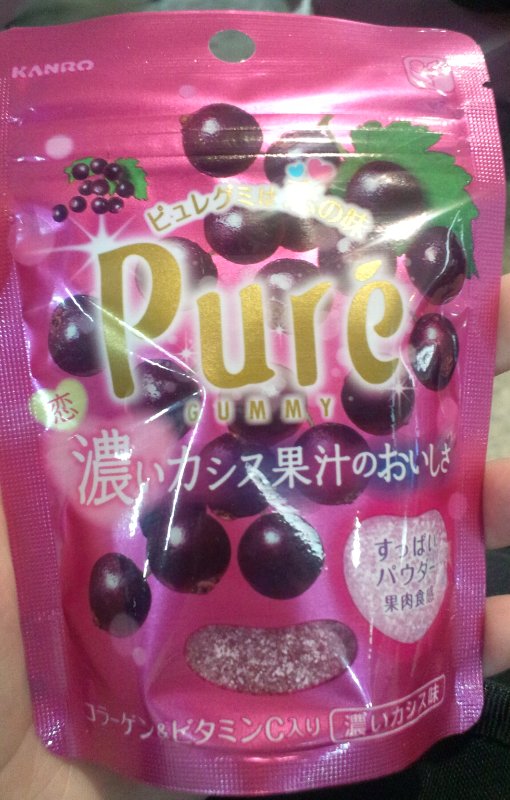 KANRO
ピュレグミは恋の味
Puré
GUMMY
恋
濃いカシス果汁のおいしさ
すっぱい
パウダー
果肉食感
コラーゲン&ビタミンC入り
濃いカシス味